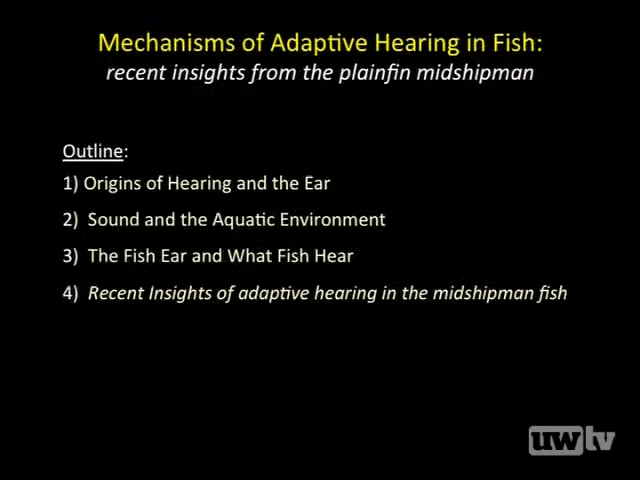 Mechanisms of Adaptive Hearing in Fish:
recent insights from the plainfin midshipman
Outline:
1) Origins of Hearing and the Ear
2) Sound and the Aquatic Environment
3) The Fish Ear and What Fish Hear
4) Recent Insights of adaptive hearing in the midshipman fish
uwtv